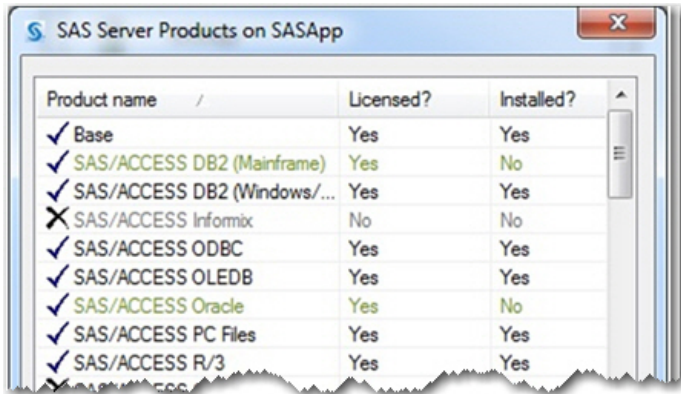 SAS Server Products on SASApp
Product name Licensed? Installed?
Base Yes Yes
SAS/ACCESS DB2 (Mainframe) Yes No
SAS/ACCESS DB2 (Windows/... Yes Yes
SAS/ACCESS Informix No No
SAS/ACCESS ODBC Yes Yes
SAS/ACCESS OLEDB Yes Yes
SAS/ACCESS Oracle Yes No
SAS/ACCESS PC Files Yes Yes
SAS/ACCESS R/3 Yes Yes